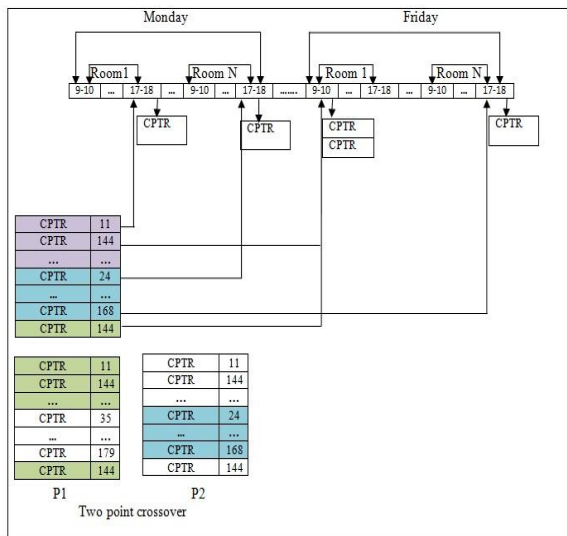 Monday Friday
Room1 Room N Room 1 Room N
9-10 ... 17-18 ... 9-10 ... 17-18 ....... 9-10 ... 17-18 ... 9-10 ... 17-18
CPTR CPTR CPTR CPTR
CPTR
CPTR 11
CPTR 144
... ...
CPTR 24
... ...
CPTR 168
CPTR 144
CPTR 11
CPTR 144
... ...
CPTR 35
... ...
CPTR 179
CPTR 144
P1
CPTR 11
CPTR 144
... ...
CPTR 24
... ...
CPTR 168
CPTR 144
P2
Two point crossover